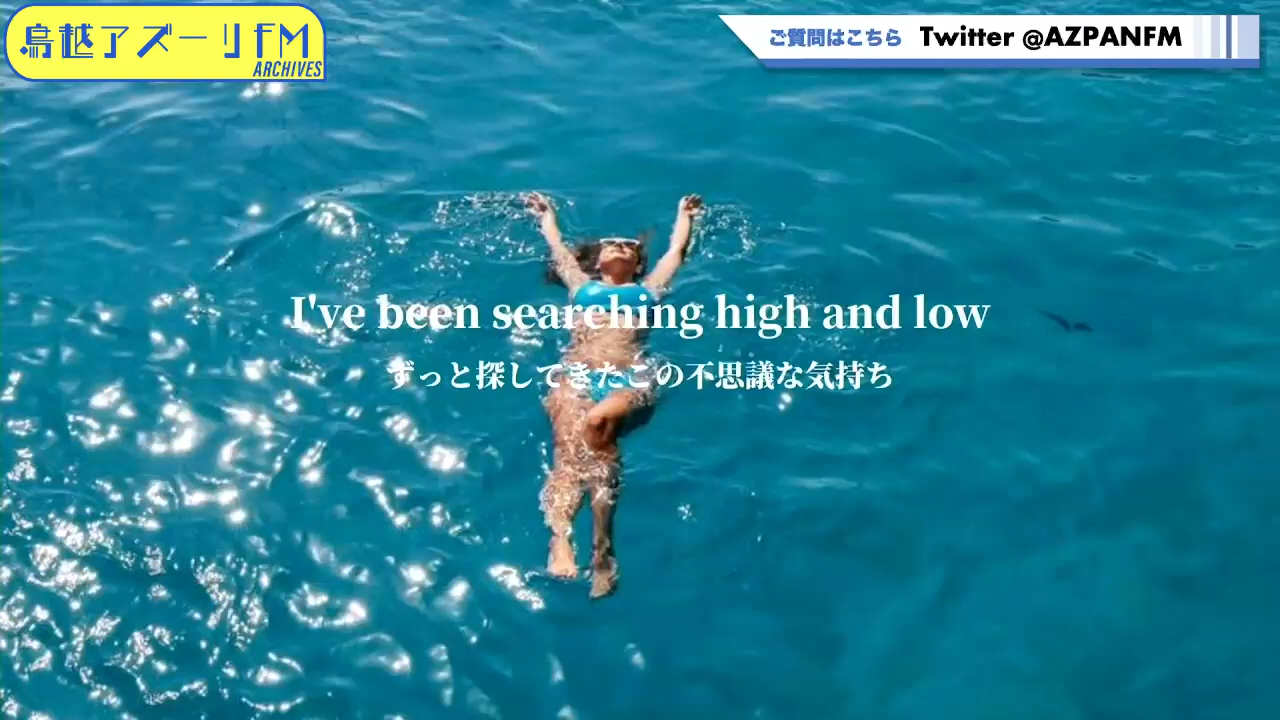 鳥越アズーリFM
ARCHIVES
ご質問はこちら Twitter @AZPANFM
I've been searching high and low
ずっと探してきたこの不思議な気持ち